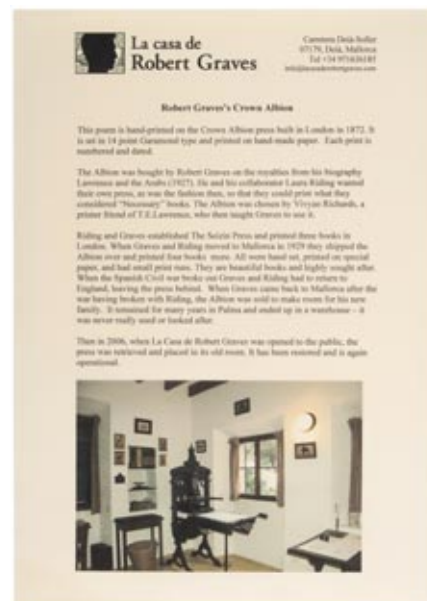 La casa de
Robert Graves
Carretera Deià-Sóller
07179, Deià, Mallorca
Tel +34 971636185
info@lacasaderobertgraves.com
Robert Graves's Crown Albion
This poem is hand-printed on the Crown Albion press built in London in 1872. It
is set in 14 point Garamond type and printed on hand-made paper. Each print is
numbered and dated.
The Albion was bought by Robert Graves on the royalties from his biography
Lawrence and the Arabs (1927). He and his collaborator Laura Riding wanted
their own press, as was the fashion then, so that they could print what they
considered "Necessary" books. The Albion was chosen by Vyvyan Richards, a
printer friend of T.E.Lawrence, who then taught Graves to use it.
Riding and Graves established The Seizin Press and printed three books in
London. When Graves and Riding moved to Mallorca in 1929 they shipped the
Albion over and printed four books more. All were hand set, printed on special
paper, and had small print runs. They are beautiful books and highly sought after.
When the Spanish Civil war broke out Graves and Riding had to return to
England, leaving the press behind. When Graves came back to Mallorca after the
war having broken with Riding, the Albion was sold to make room for his new
family. It remained for many years in Palma and ended up in a warehouse – it
was never really used or looked after.
Then in 2006, when La Casa de Robert Graves was opened to the public, the
press was retrieved and placed in its old room. It has been restored and is again
operational.